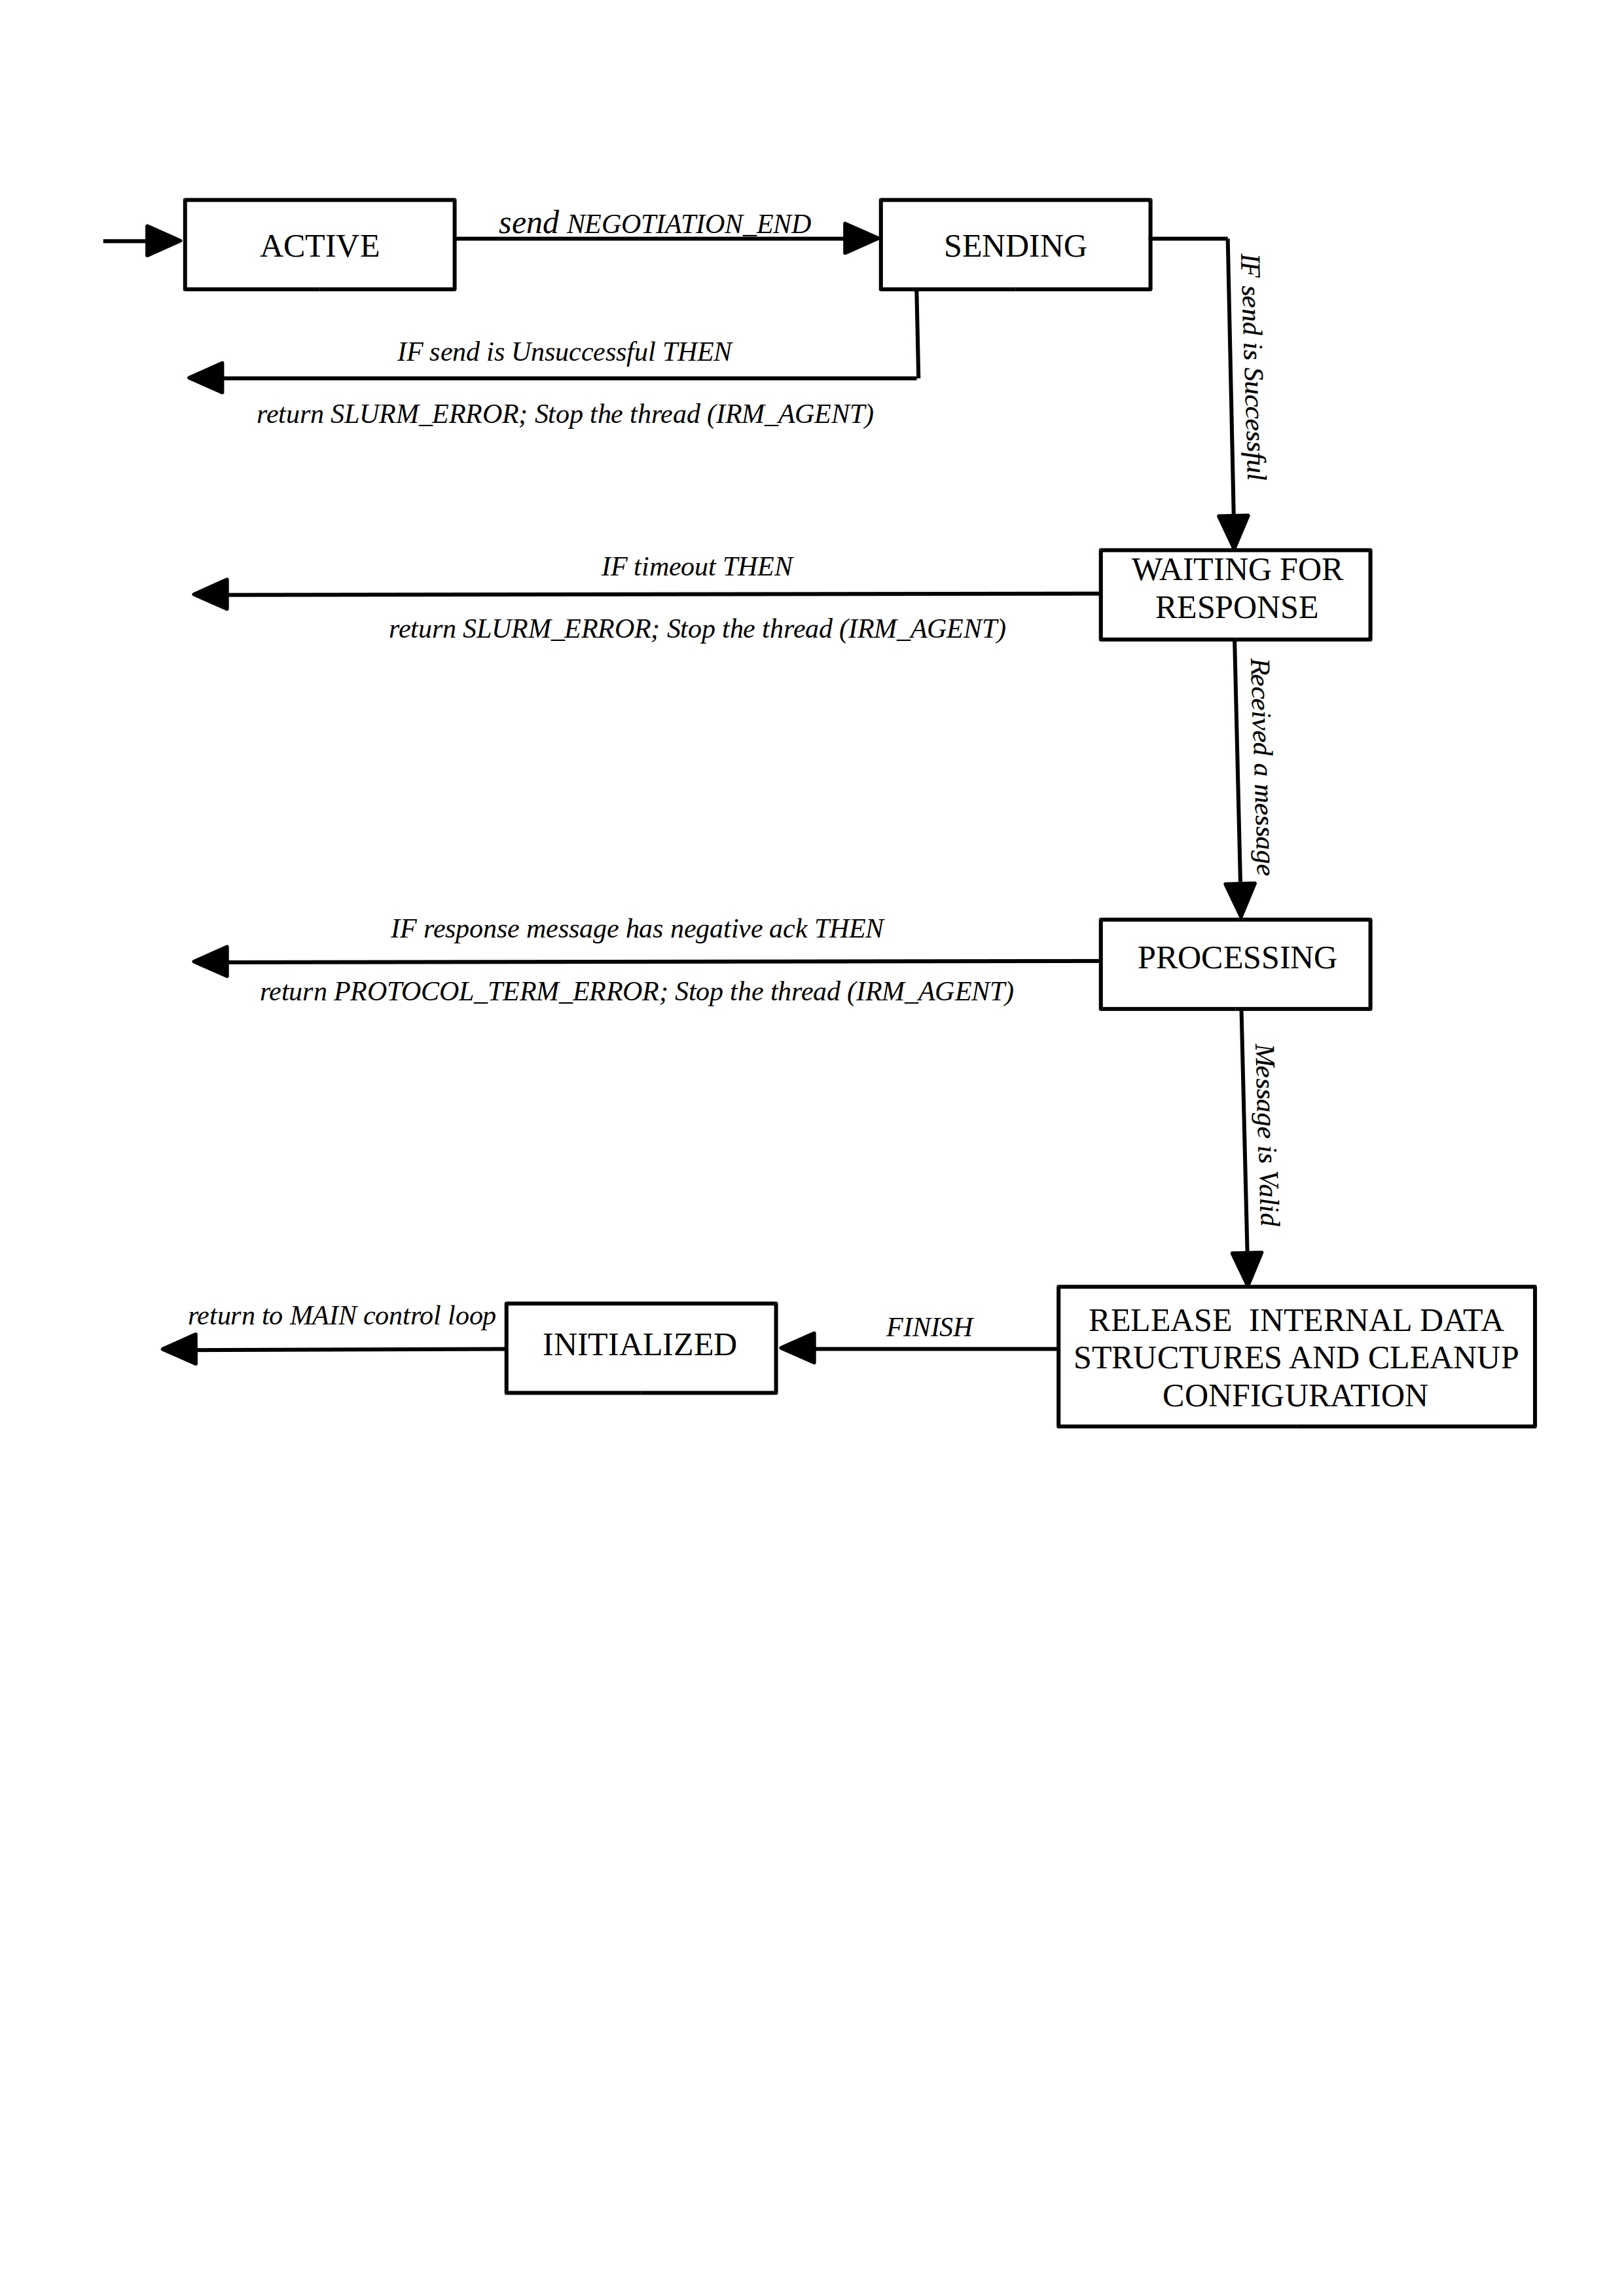 ACTIVE
send NEGOTIATION_END
SENDING
IF send is Unsuccessful THEN
return SLURM_ERROR; Stop the thread (IRM_AGENT)
IF send is Successful
IF timeout THEN
return SLURM_ERROR; Stop the thread (IRM_AGENT)
WAITING FOR
RESPONSE
Received a message
IF response message has negative ack THEN
return PROTOCOL_TERM_ERROR; Stop the thread (IRM_AGENT)
PROCESSING
Message is Valid
return to MAIN control loop
INITIALIZED
FINISH
RELEASE  INTERNAL DATA
STRUCTURES AND CLEANUP
CONFIGURATION